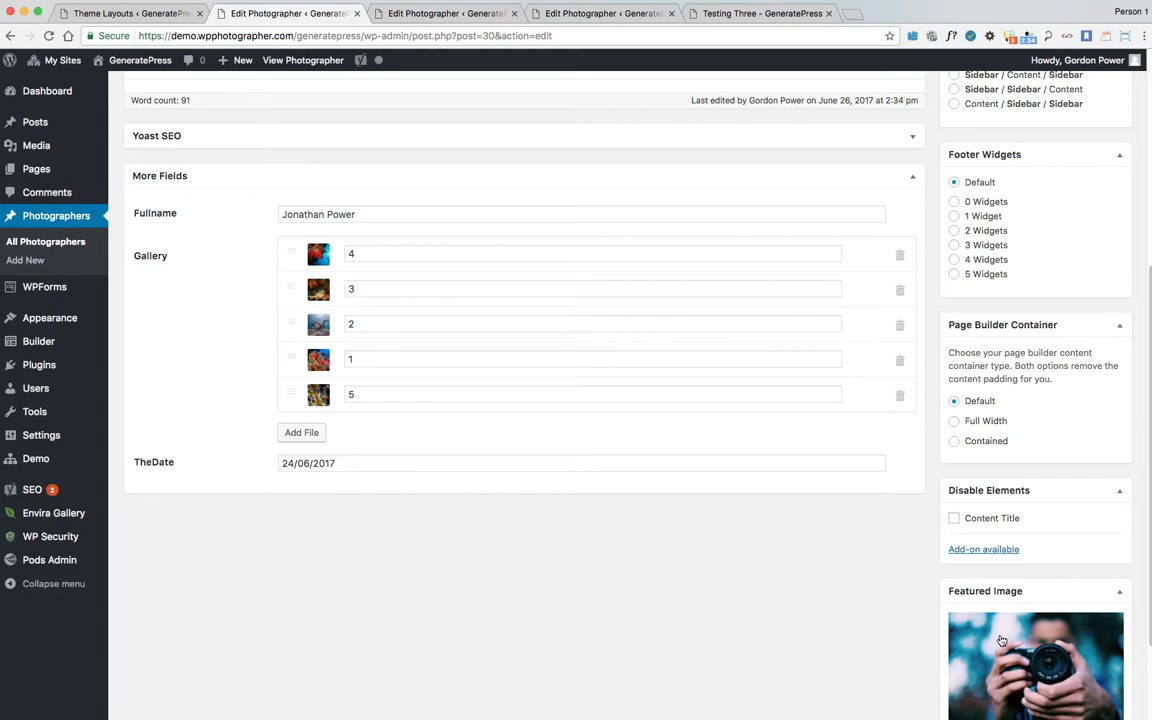 Theme Layouts ‹ GeneratePre
Edit Photographer ‹ Generate
Edit Photographer ‹ Generate
Edit Photographer ‹ Generate
Testing Three – GeneratePress
Person 1
Secure
https://demo.wpphotographer.com/generatepress/wp-admin/post.php?post=30&action=edit
My Sites
GeneratePress
0
New
View Photographer
Howdy, Gordon Power
Dashboard
Posts
Media
Pages
Comments
Photographers
All Photographers
Add New
WPForms
Appearance
Builder
Plugins
Users
Tools
Settings
Demo
SEO 2
Envira Gallery
WP Security
Pods Admin
Collapse menu
Word count: 91
Last edited by Gordon Power on June 26, 2017 at 2:34 pm
Yoast SEO
More Fields
Fullname
Jonathan Power
Gallery
4
3
2
1
5
Add File
TheDate
24/06/2017
Sidebar / Content / Sidebar
Sidebar / Sidebar / Content
Content / Sidebar / Sidebar
Footer Widgets
Default
0 Widgets
1 Widget
2 Widgets
3 Widgets
4 Widgets
5 Widgets
Page Builder Container
Choose your page builder content
container type. Both options remove the
content padding for you.
Default
Full Width
Contained
Disable Elements
Content Title
Add-on available
Featured Image